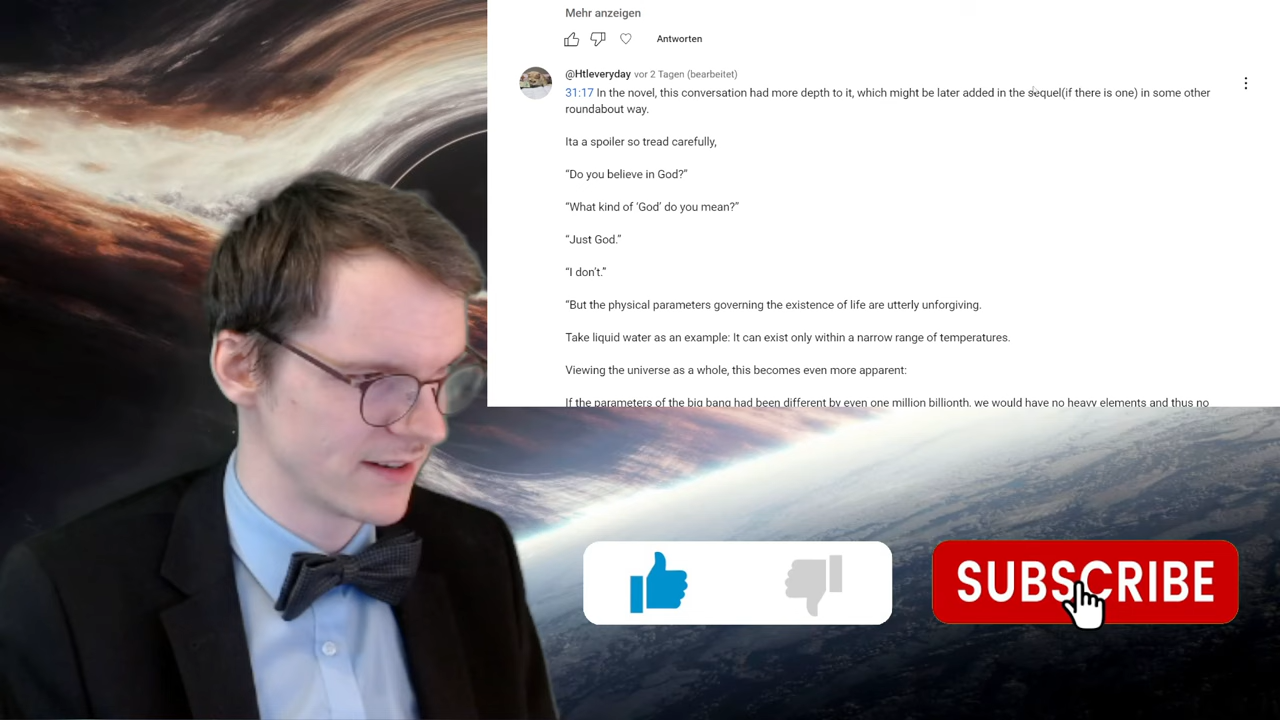 Mehr anzeigen
Antworten
@Htleveryday vor 2 Tagen (bearbeitet)
31:17 In the novel, this conversation had more depth to it, which might be later added in the sequel(if there is one) in some other
roundabout way.
Ita a spoiler so tread carefully,
“Do you believe in God?”
“What kind of ‘God’ do you mean?”
“Just God.”
“I don’t.”
“But the physical parameters governing the existence of life are utterly unforgiving.
Take liquid water as an example: It can exist only within a narrow range of temperatures.
Viewing the universe as a whole, this becomes even more apparent:
If the parameters of the big bang had been different by even one million billionth, we would have no heavy elements and thus no
SUBSCRIBE